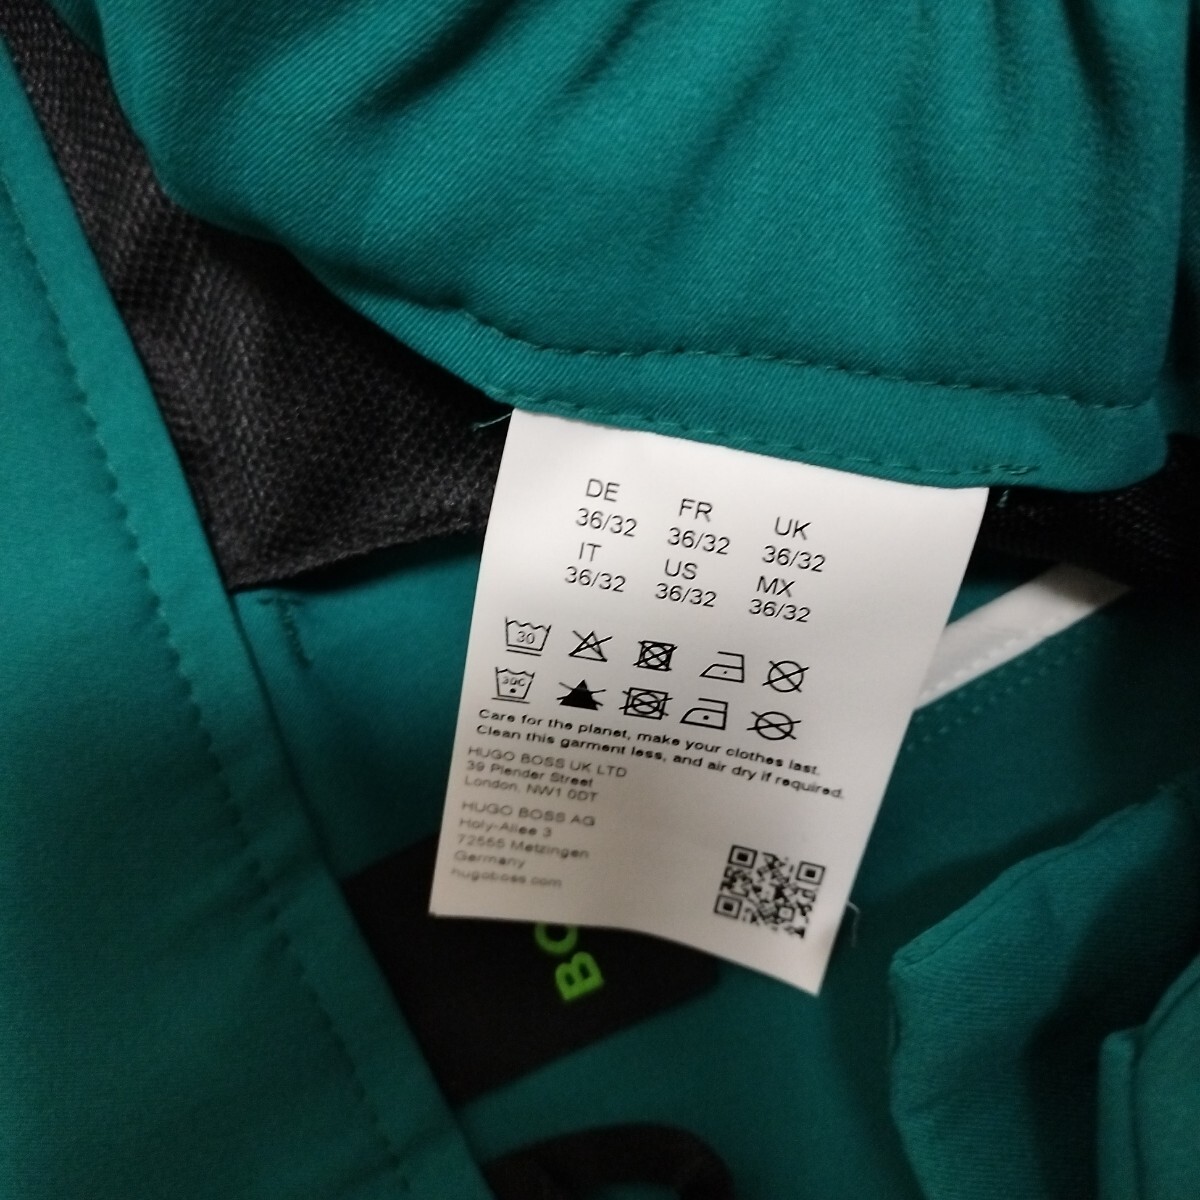 DE FR UK
36/32 36/32 36/32
IT US MX
36/32 36/32 36/32
30
30C
Care for the planet, make your clothes last.
Clean this garment less, and air dry if required.
HUGO BOSS UK LTD
39 Plender Street
London, NW1 0DT
HUGO BOSS AG
Holy-Allee 3
72555 Metzingen
Germany
hugoboss.com
BO